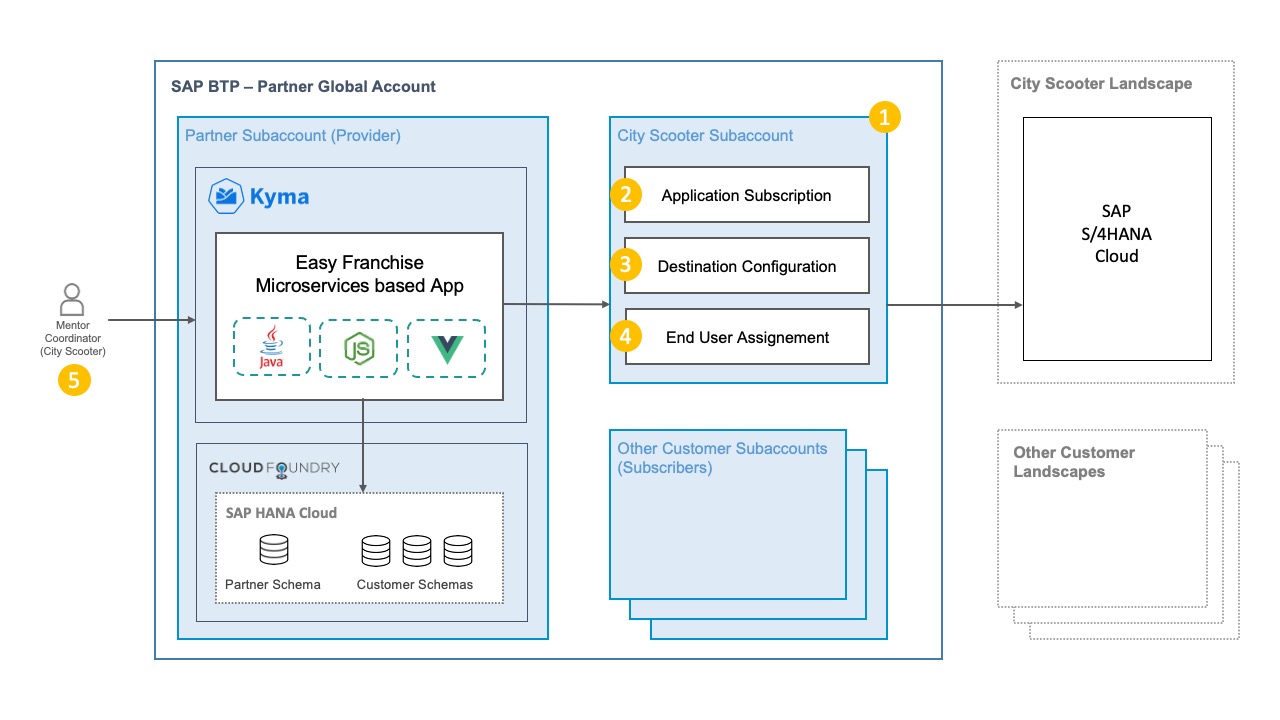 SAP BTP – Partner Global Account
Partner Subaccount (Provider)
Kyma
Easy Franchise
Microservices based App
Java
JS
CLOUD FOUNDRY
SAP HANA Cloud
Partner Schema
Customer Schemas
Mentor
Coordinator
(City Scooter)
5
City Scooter Subaccount
1
2
Application Subscription
3
Destination Configuration
4
End User Assignement
Other Customer Subaccounts
(Subscribers)
City Scooter Landscape
SAP
S/4HANA
Cloud
Other Customer
Landscapes